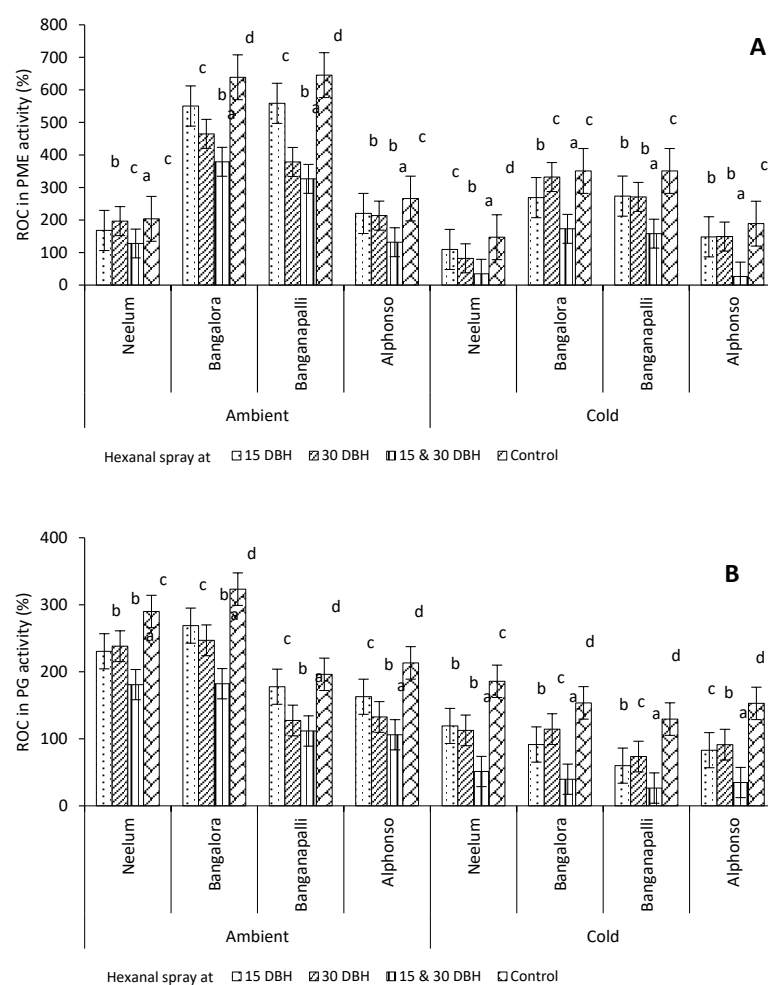 A
ROC in PME activity (%)
800
700
600
500
400
300
200
100
0
b c a c
c b a d
c b a d
b b a c
c b a d
b c a c
b b a c
b b a c
Neelum Bangalora Banganapalli Alphonso Neelum Bangalora Banganapalli Alphonso
Ambient Cold
Hexanal spray at 15 DBH 30 DBH 15 & 30 DBH Control
B
ROC in PG activity (%)
400
300
200
100
0
b b a c
c b a d
c b a d
c b a d
b b a c
b c a d
b c a d
c b a d
Neelum Bangalora Banganapalli Alphonso Neelum Bangalora Banganapalli Alphonso
Ambient Cold
Hexanal spray at 15 DBH 30 DBH 15 & 30 DBH Control